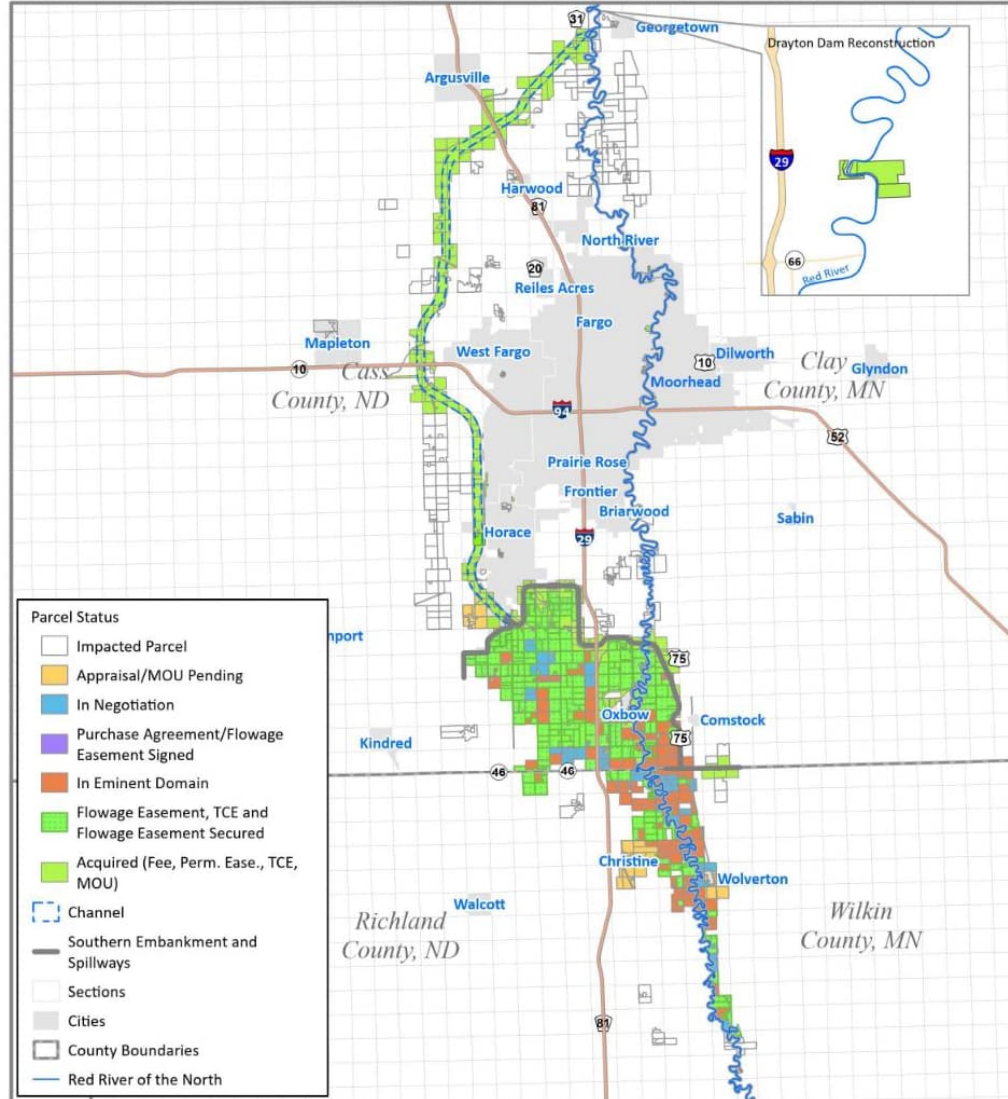 31
Georgetown
Drayton Dam Reconstruction
29
66
Red River
Argusville
Harwood
81
North River
20
Reiles Acres
Fargo
Mapleton
West Fargo
10
Dilworth
10
Cass
County, ND
Clay
County, MN
Glyndon
Moorhead
94
52
Prairie Rose
Frontier
Briarwood
Sabin
Horace
29
nport
75
Oxbow
Comstock
75
Kindred
46
46
Christine
Wolverton
Walcott
Richland
County, ND
Wilkin
County, MN
81
Parcel Status
Impacted Parcel
Appraisal/MOU Pending
In Negotiation
Purchase Agreement/Flowage
Easement Signed
In Eminent Domain
Flowage Easement, TCE and
Flowage Easement Secured
Acquired (Fee, Perm. Ease., TCE,
MOU)
Channel
Southern Embankment and
Spillways
Sections
Cities
County Boundaries
Red River of the North